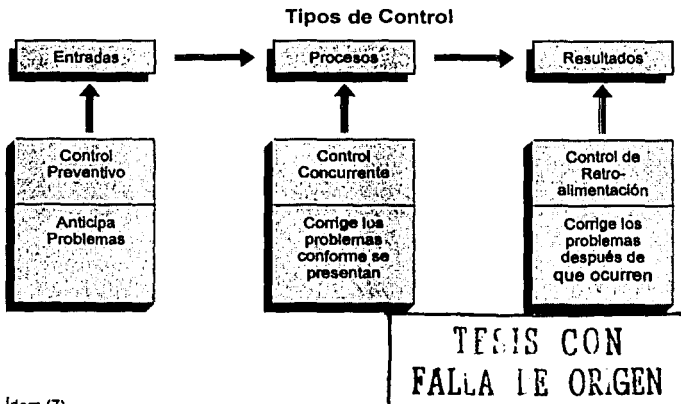 Tipos de Control
Entradas
Procesos
Resultados
Control
Preventivo
Anticipa
Problemas
Control
Concurrente
Corrige los
problemas
conforme se
presentan
Control de
Retro-
alimentación
Corrige los
problemas
después de
que ocurren
TESIS CON
FALLA DE ORIGEN
(7)